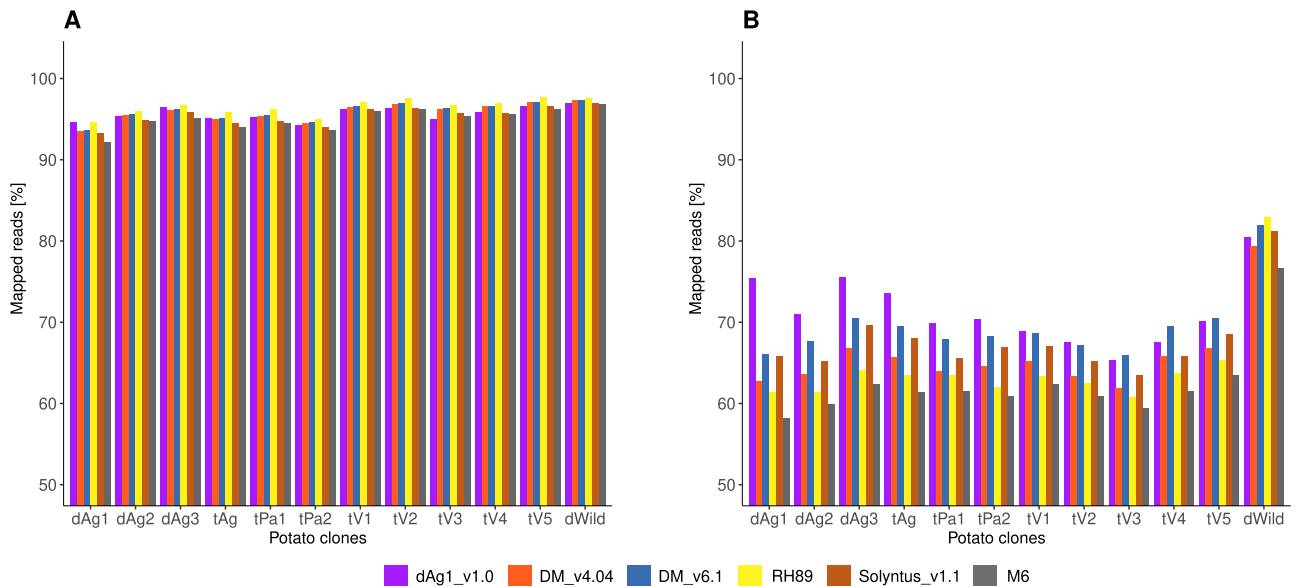 A
Mapped reads [%]
100
90
80
70
60
50
dAg1 dAg2 dAg3 tAg tPa1 tPa2 tV1 tV2 tV3 tV4 tV5 dWild
Potato clones
B
Mapped reads [%]
100
90
80
70
60
50
dAg1 dAg2 dAg3 tAg tPa1 tPa2 tV1 tV2 tV3 tV4 tV5 dWild
Potato clones
dAg1_v1.0 DM_v4.04 DM_v6.1 RH89 Solyntus_v1.1 M6